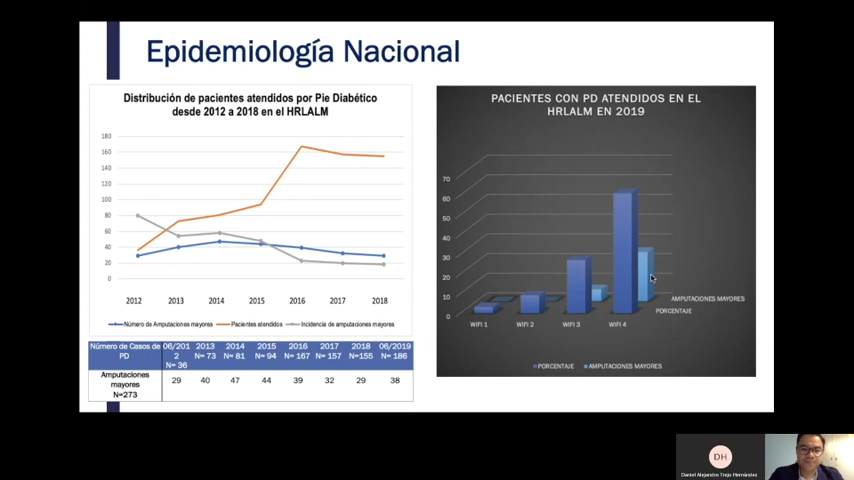 Epidemiología Nacional
Distribución de pacientes atendidos por Pie Diabético
desde 2012 a 2018 en el HRLALM
180
160
140
120
100
80
60
40
20
0
2012 2013 2014 2015 2016 2017 2018
Número de Amputaciones mayores Pacientes atendidos Incidencia de amputaciones mayores
Número de Casos de PD 06/2012 N= 36 2013 N= 73 2014 N= 81 2015 N= 94 2016 N= 167 2017 N= 157 2018 N=155 06/2019 N= 186
Amputaciones mayores N=273 29 40 47 44 39 32 29 38
PACIENTES CON PD ATENDIDOS EN EL
HRLALM EN 2019
70
60
50
40
30
20
10
0
WIFI 1 WIFI 2 WIFI 3 WIFI 4
AMPUTACIONES MAYORES
PORCENTAJE
PORCENTAJE AMPUTACIONES MAYORES
DH
Daniel Alejandros Trejo Hernández